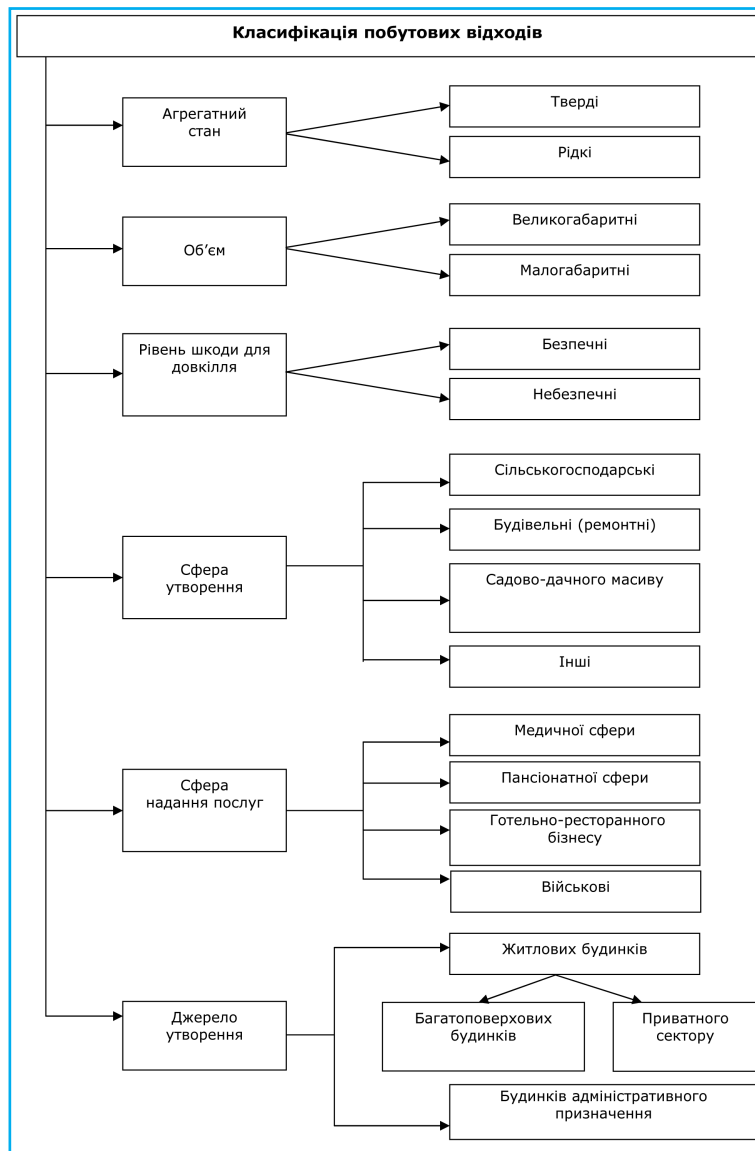 Класифікація побутових відходів
Агрегатний
стан
Тверді
Рідкі
Об’єм
Великогабаритні
Малогабаритні
Рівень шкоди для
довкілля
Безпечні
Небезпечні
Сфера
утворення
Сільськогосподарські
Будівельні (ремонтні)
Садово-дачного масиву
Інші
Сфера
надання послуг
Медичної сфери
Пансіонатної сфери
Готельно-ресторанного
бізнесу
Військові
Джерело
утворення
Житлових будинків
Багатоповерхових
будинків
Приватного
сектору
Будинків адміністративного
призначення